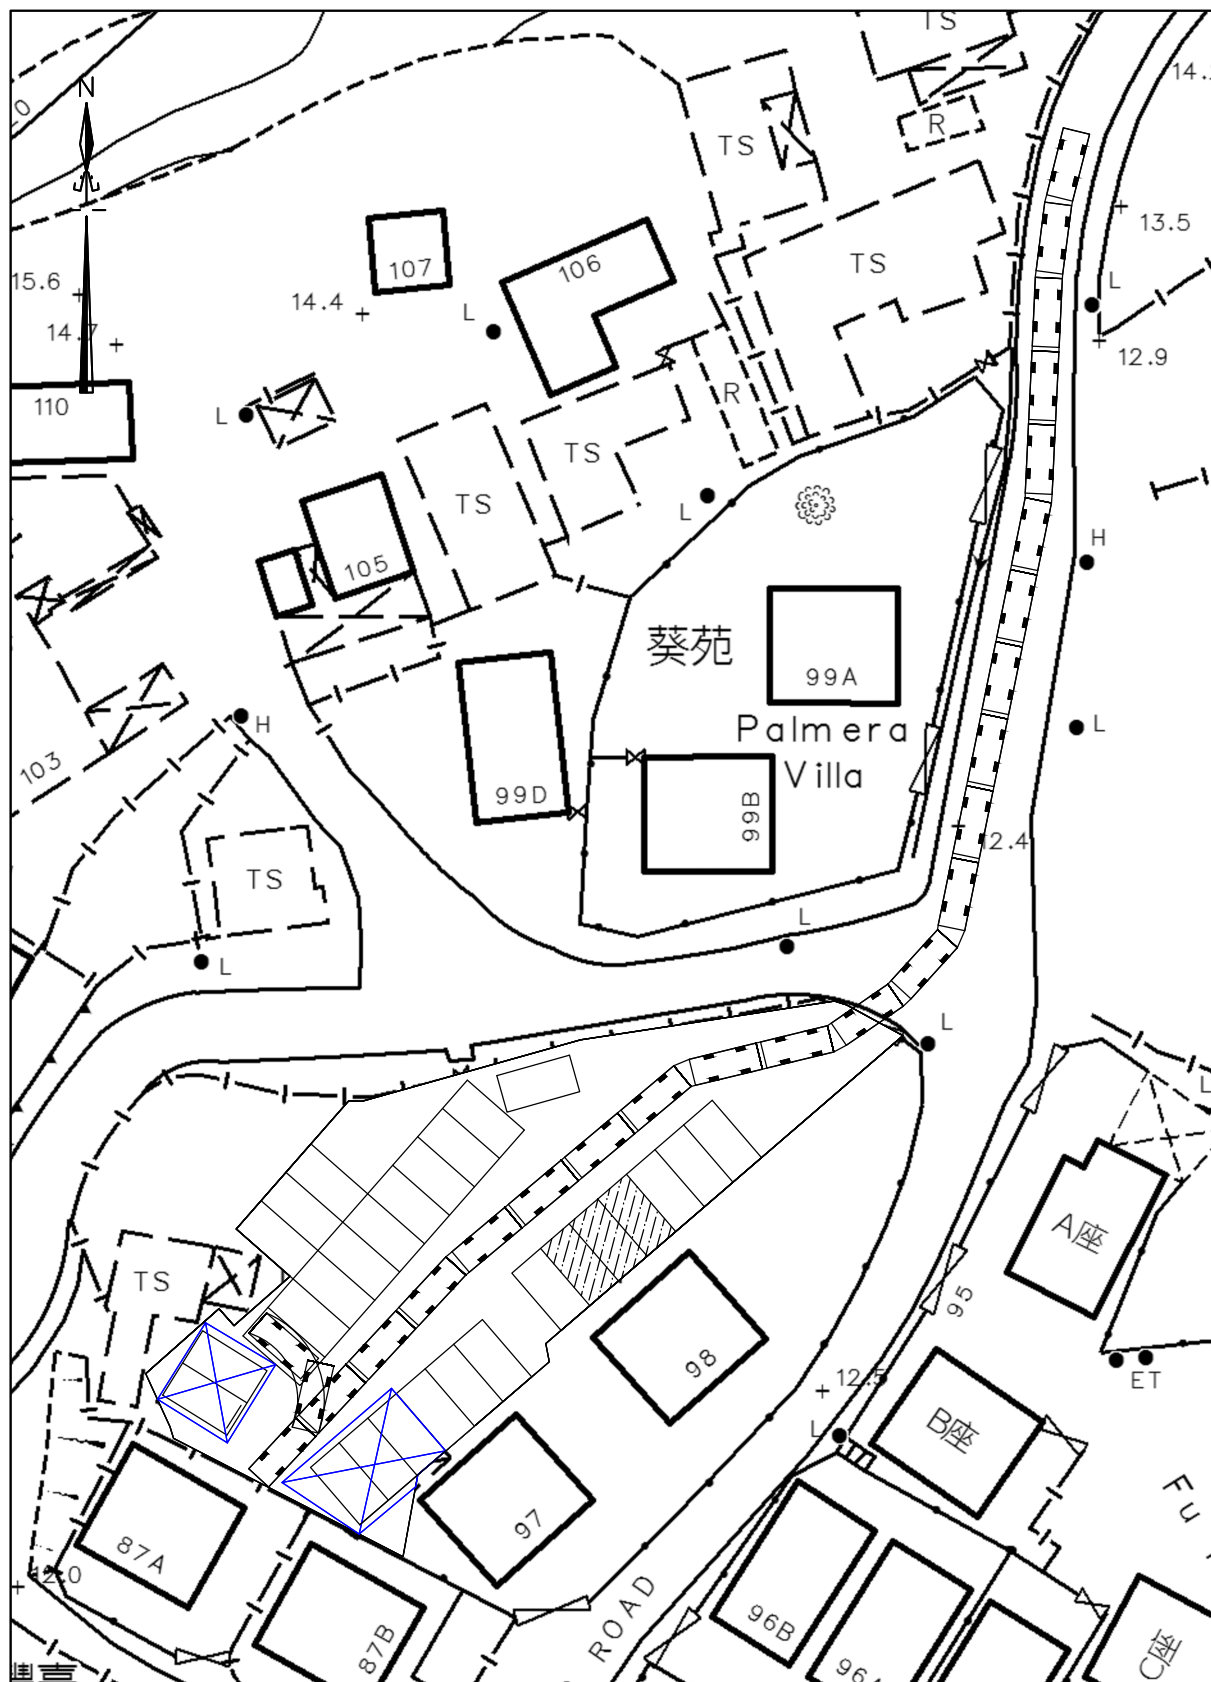 TS
14.
0
N
R
TS
107
106
13.5
TS
15.6
14.4
L
L
14.7
12.9
R
110
L
TS
TS
L
105
H
葵苑
99A
Palmera
Villa
H
L
103
99D
99B
12.4
TS
L
L
L
L
A座
TS
95
98
12.5
ET
L
B座
97
Fu
87A
12.0
ROAD
96B
87B
96A
C座